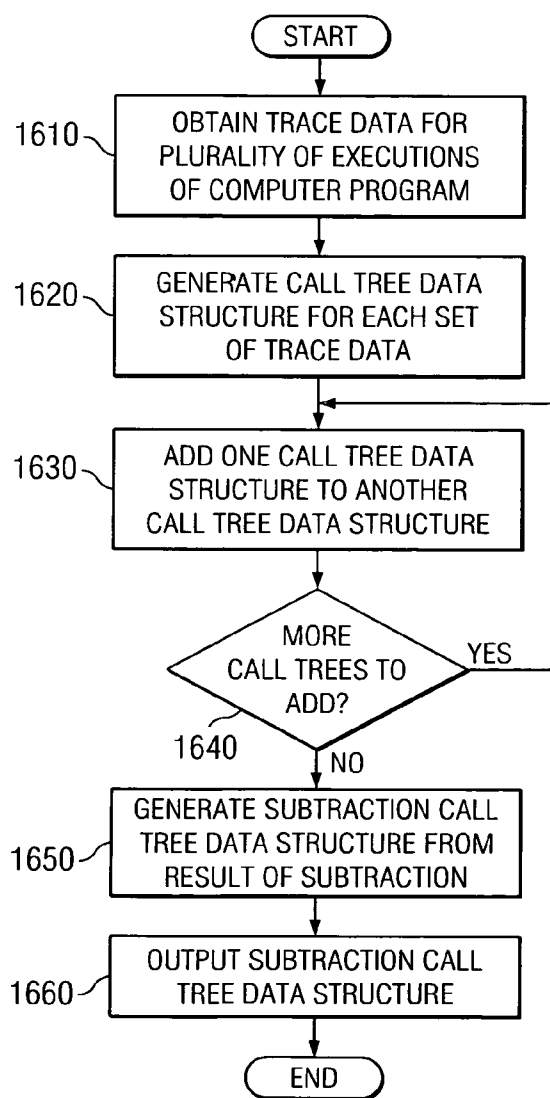 START
1610
OBTAIN TRACE DATA FOR
PLURALITY OF EXECUTIONS
OF COMPUTER PROGRAM
1620
GENERATE CALL TREE DATA
STRUCTURE FOR EACH SET
OF TRACE DATA
1630
ADD ONE CALL TREE DATA
STRUCTURE TO ANOTHER
CALL TREE DATA STRUCTURE
MORE
CALL TREES TO
ADD?
YES
1640
NO
1650
GENERATE SUBTRACTION CALL
TREE DATA STRUCTURE FROM
RESULT OF SUBTRACTION
1660
OUTPUT SUBTRACTION CALL
TREE DATA STRUCTURE
END